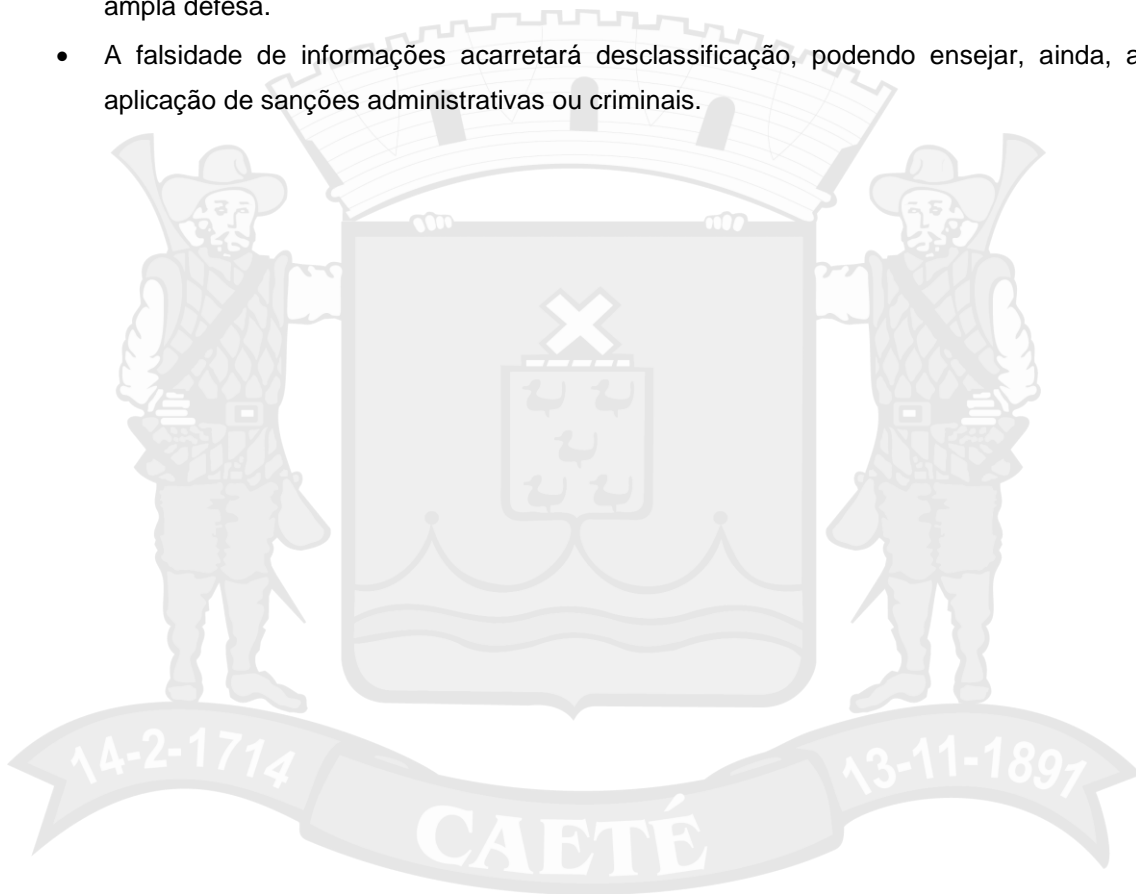 ampla defesa.
• A falsidade de informações acarretará desclassificação, podendo ensejar, ainda, a
aplicação de sanções administrativas ou criminais.
14-2-1714
CAETÉ
13-11-1891